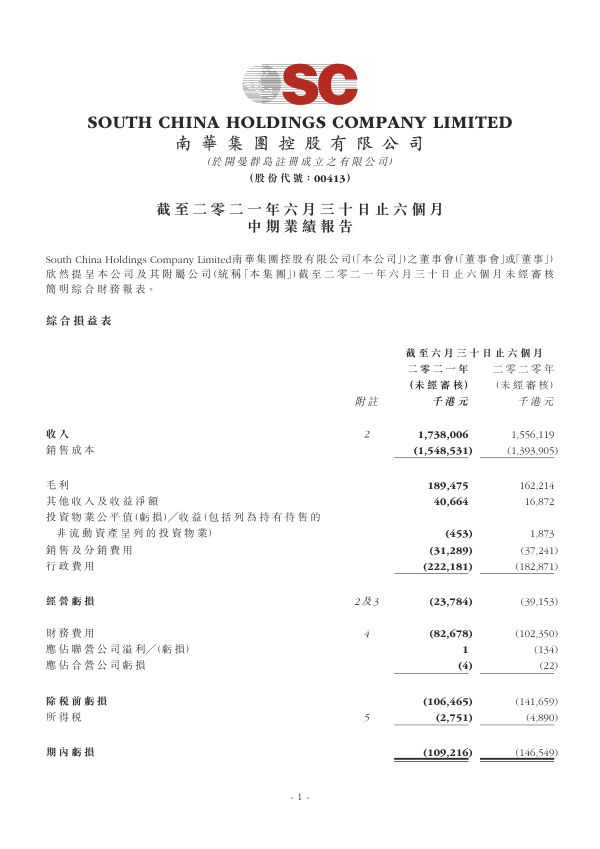 SC
SOUTH CHINA HOLDINGS COMPANY LIMITED
南華集團控股有限公司
(於開曼群島註冊成立之有限公司)
(股份代號：00413)
截至二零二一年六月三十日止六個月
中期業績報告
South China Holdings Company Limited南華集團控股有限公司(「本公司」)之董事會(「董事會」或「董事」)
欣然提呈本公司及其附屬公司(統稱「本集團」)截至二零二一年六月三十日止六個月未經審核
簡明綜合財務報表。
綜合損益表
截至六月三十日止六個月
二零二一年 二零二零年
(未經審核) (未經審核)
附註 千港元 千港元
收入 2 1,738,006 1,556,119
銷售成本 (1,548,531) (1,393,905)
毛利 189,475 162,214
其他收入及收益淨額 40,664 16,872
投資物業公平值(虧損)／收益(包括列為持有待售的
非流動資產呈列的投資物業) (453) 1,873
銷售及分銷費用 (31,289) (37,241)
行政費用 (222,181) (182,871)
經營虧損 2及3 (23,784) (39,153)
財務費用 4 (82,678) (102,350)
應佔聯營公司溢利／(虧損) 1 (134)
應佔合營公司虧損 (4) (22)
除稅前虧損 (106,465) (141,659)
所得稅 5 (2,751) (4,890)
期內虧損 (109,216) (146,549)
- 1 -